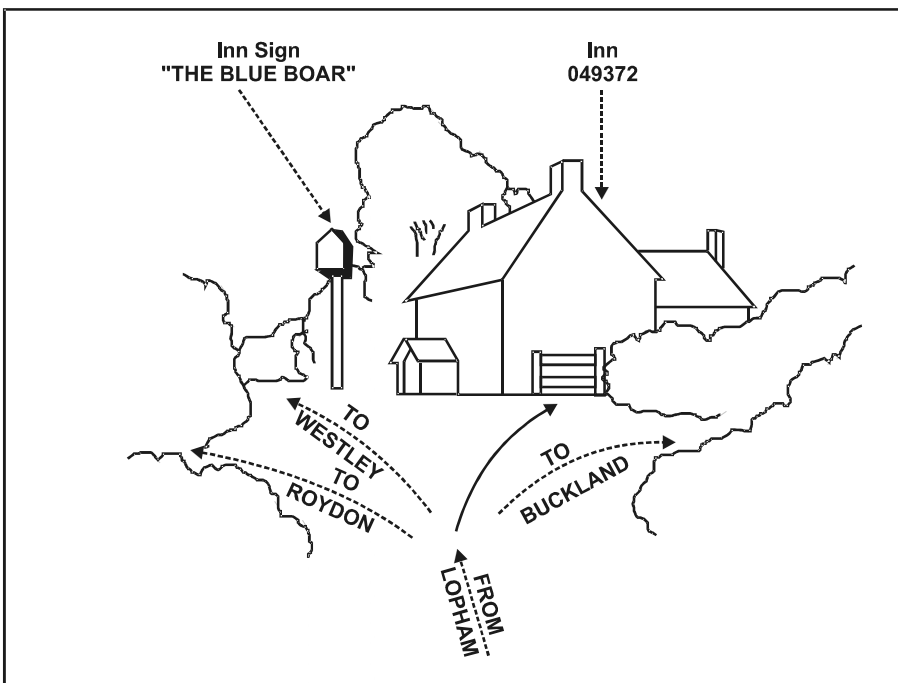 Inn Sign
"THE BLUE BOAR"
Inn
049372
TO
WESTLEY
TO
ROYDON
TO
BUCKLAND
FROM
LOPHAM